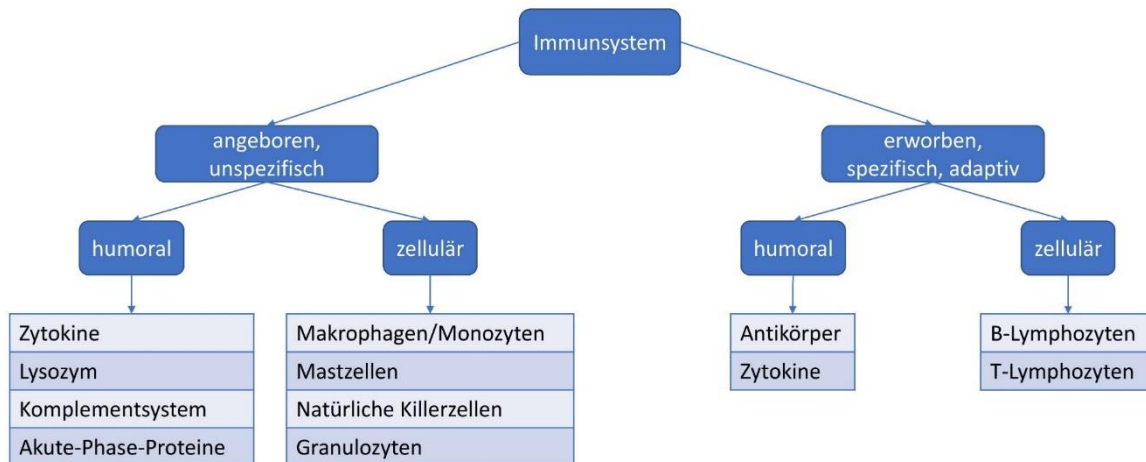 Immunsystem
angeboren,
unspezifisch
erworben,
spezifisch, adaptiv
humoral
zellulär
humoral
zellulär
Zytokine
Lysozym
Komplementsystem
Akute-Phase-Proteine
Makrophagen/Monozyten
Mastzellen
Natürliche Killerzellen
Granulozyten
Antikörper
Zytokine
B-Lymphozyten
T-Lymphozyten